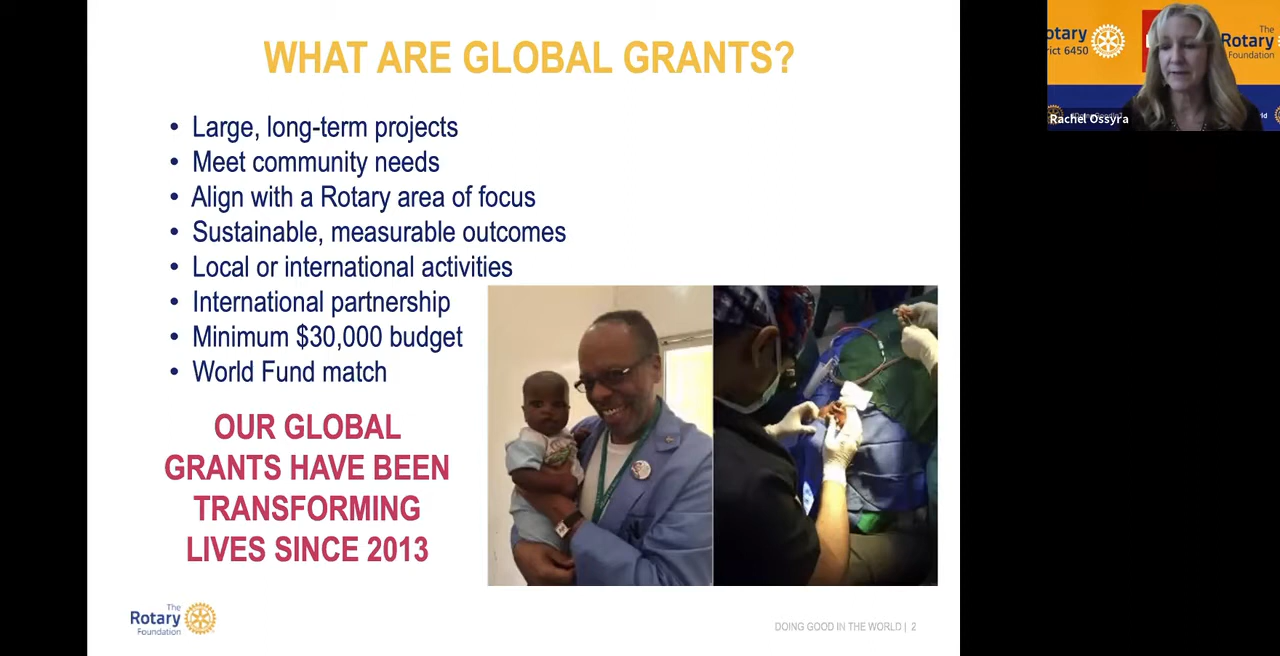 WHAT ARE GLOBAL GRANTS?
• Large, long-term projects
• Meet community needs
• Align with a Rotary area of focus
• Sustainable, measurable outcomes
• Local or international activities
• International partnership
• Minimum $30,000 budget
• World Fund match
OUR GLOBAL
GRANTS HAVE BEEN
TRANSFORMING
LIVES SINCE 2013
The
Rotary
Foundation
DOING GOOD IN THE WORLD | 2
otary
rict 6450
The
Rotary
Foundation
Rachel Ossyra